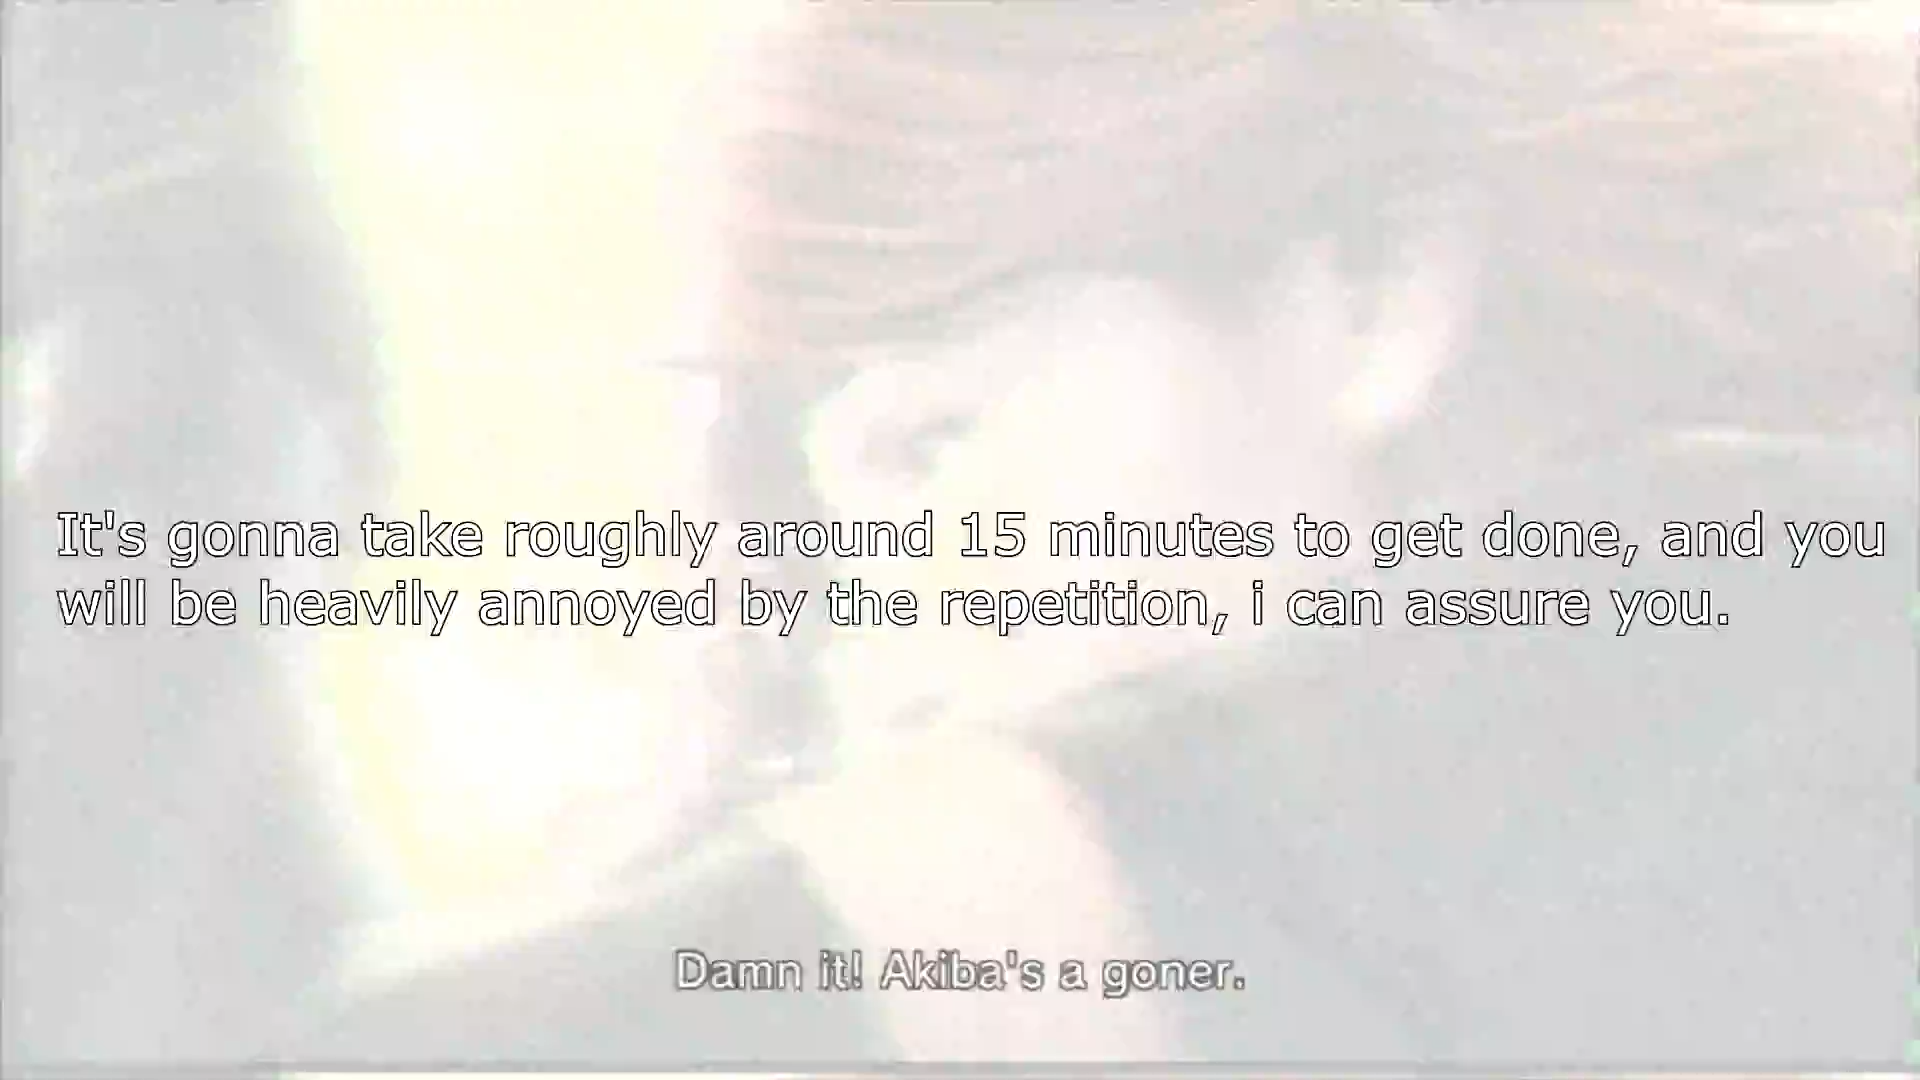 It's gonna take roughly around 15 minutes to get done, and you
will be heavily annoyed by the repetition, i can assure you.
Damn it! Akiba's a goner.